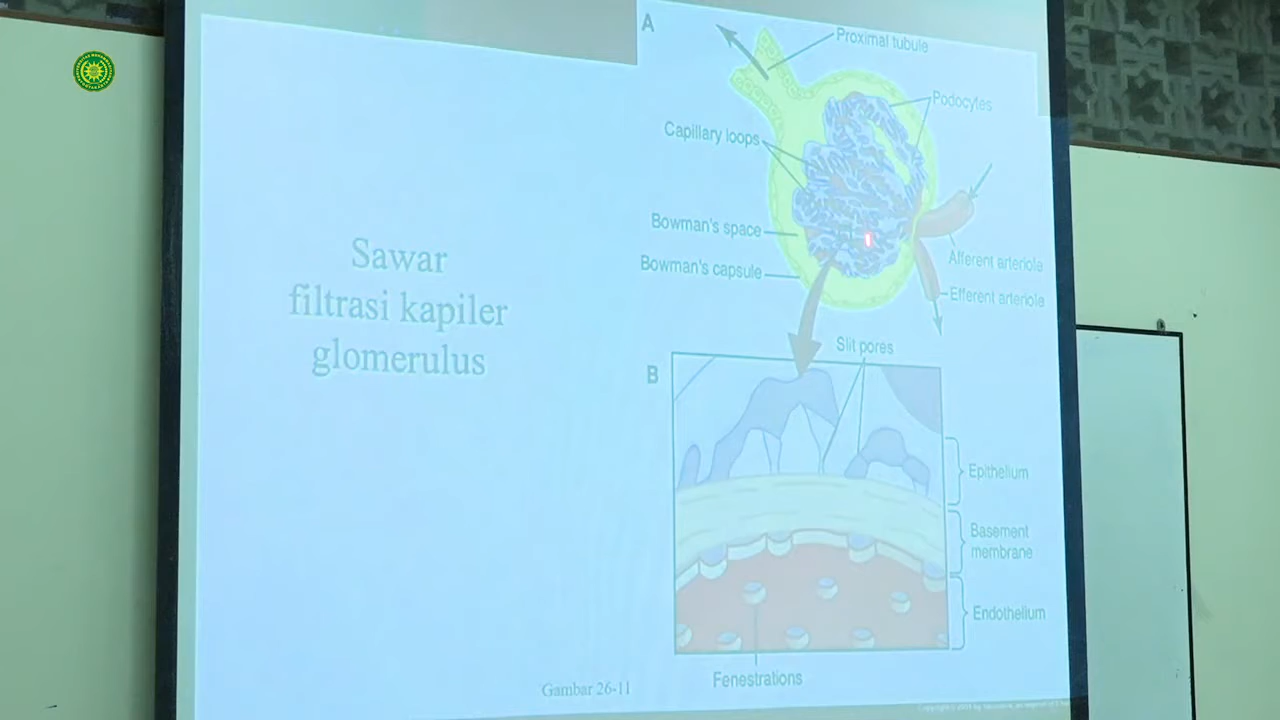 Sawar
filtrasi kapiler
glomerulus
Gambar 26-11
A
Proximal tubule
Podocytes
Capillary loops
Bowman's space
Bowman's capsule
Afferent arteriole
Efferent arteriole
B
Slit pores
Epithelium
Basement
membrane
Endothelium
Fenestrations